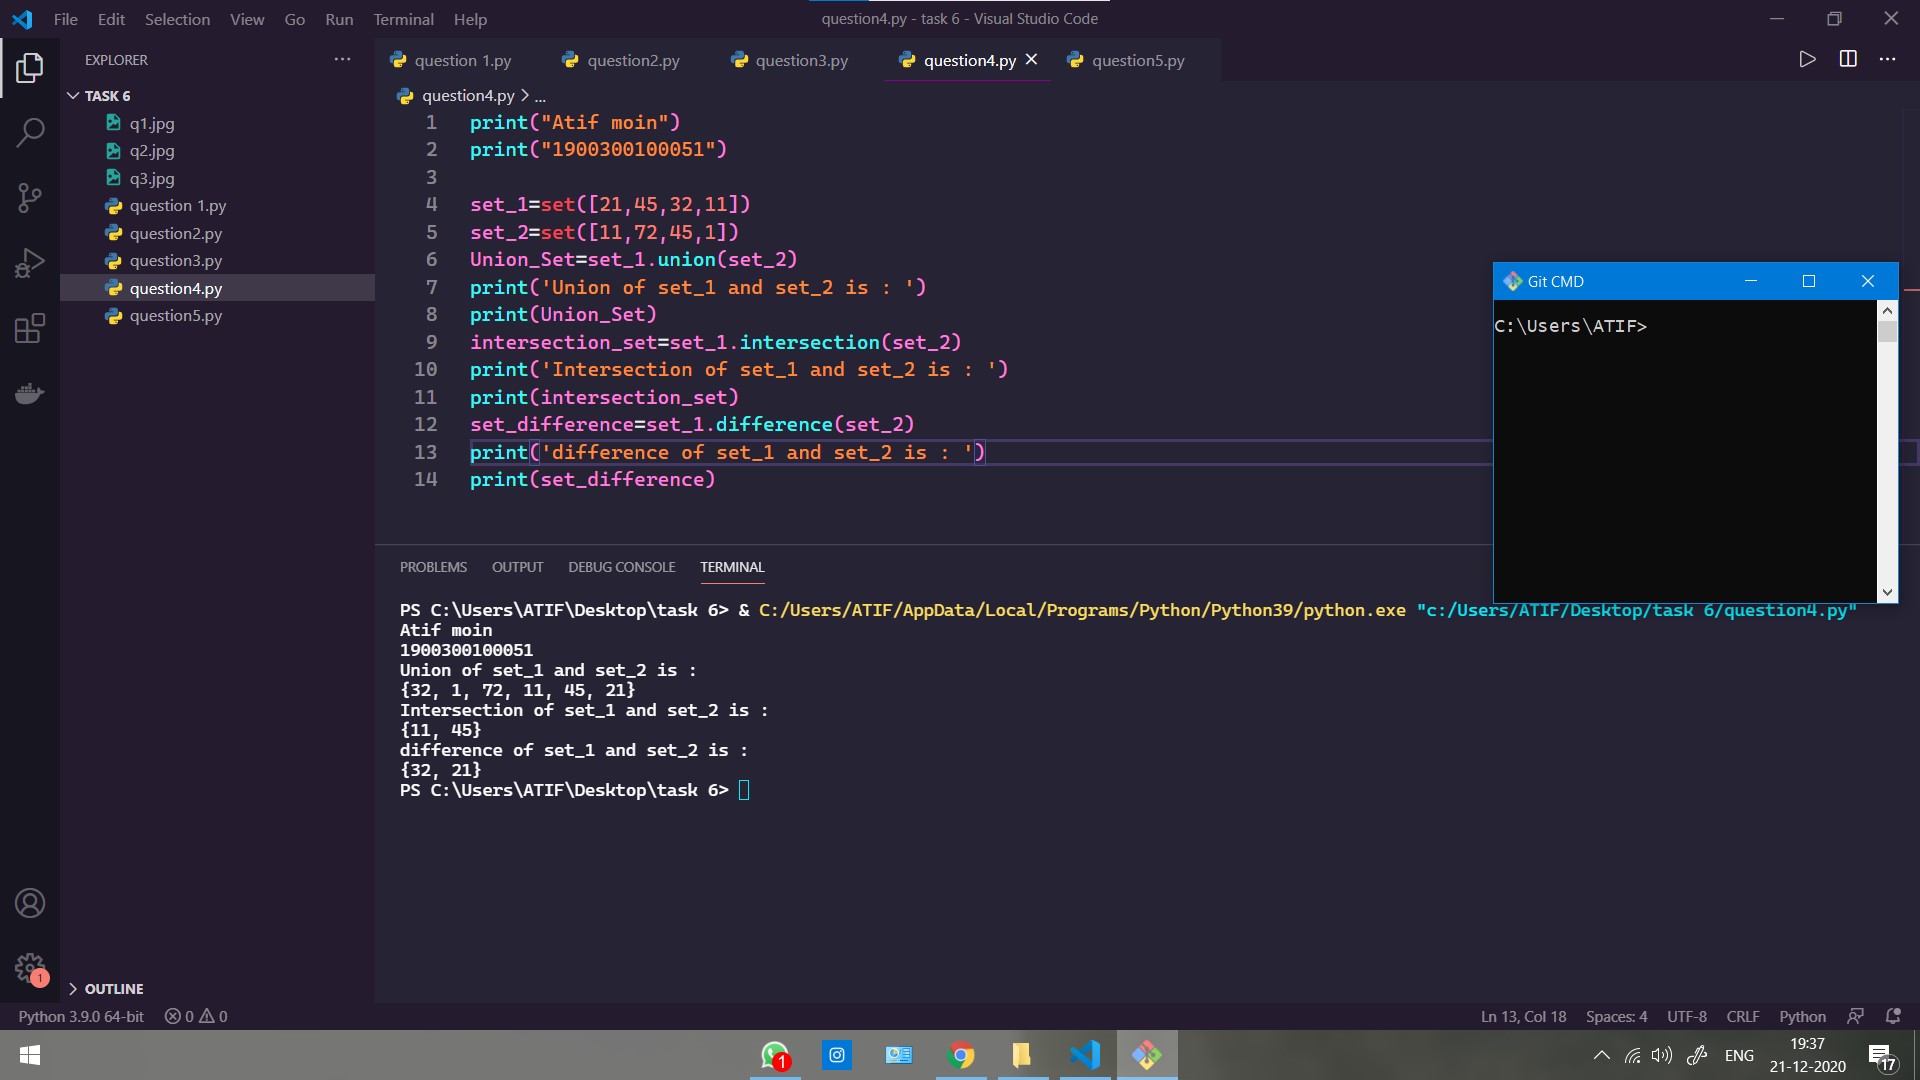 File Edit Selection View Go Run Terminal Help
question4.py - task 6 - Visual Studio Code
EXPLORER
TASK 6
q1.jpg
q2.jpg
q3.jpg
question 1.py
question2.py
question3.py
question4.py
question5.py
OUTLINE
question 1.py question2.py question3.py question4.py question5.py
question4.py > ...
1 print("Atif moin")
2 print("1900300100051")
3
4 set_1=set([21,45,32,11])
5 set_2=set([11,72,45,1])
6 Union_Set=set_1.union(set_2)
7 print('Union of set_1 and set_2 is : ')
8 print(Union_Set)
9 intersection_set=set_1.intersection(set_2)
10 print('Intersection of set_1 and set_2 is : ')
11 print(intersection_set)
12 set_difference=set_1.difference(set_2)
13 print('difference of set_1 and set_2 is : ')
14 print(set_difference)
Git CMD
C:\Users\ATIF>
PROBLEMS OUTPUT DEBUG CONSOLE TERMINAL
PS C:\Users\ATIF\Desktop\task 6> & C:/Users/ATIF/AppData/Local/Programs/Python/Python39/python.exe "c:/Users/ATIF/Desktop/task 6/question4.py"
Atif moin
1900300100051
Union of set_1 and set_2 is :
{32, 1, 72, 11, 45, 21}
Intersection of set_1 and set_2 is :
{11, 45}
difference of set_1 and set_2 is :
{32, 21}
PS C:\Users\ATIF\Desktop\task 6>
1
Python 3.9.0 64-bit 0 0
Ln 13, Col 18 Spaces: 4 UTF-8 CRLF Python
1
ENG
19:37
21-12-2020
17